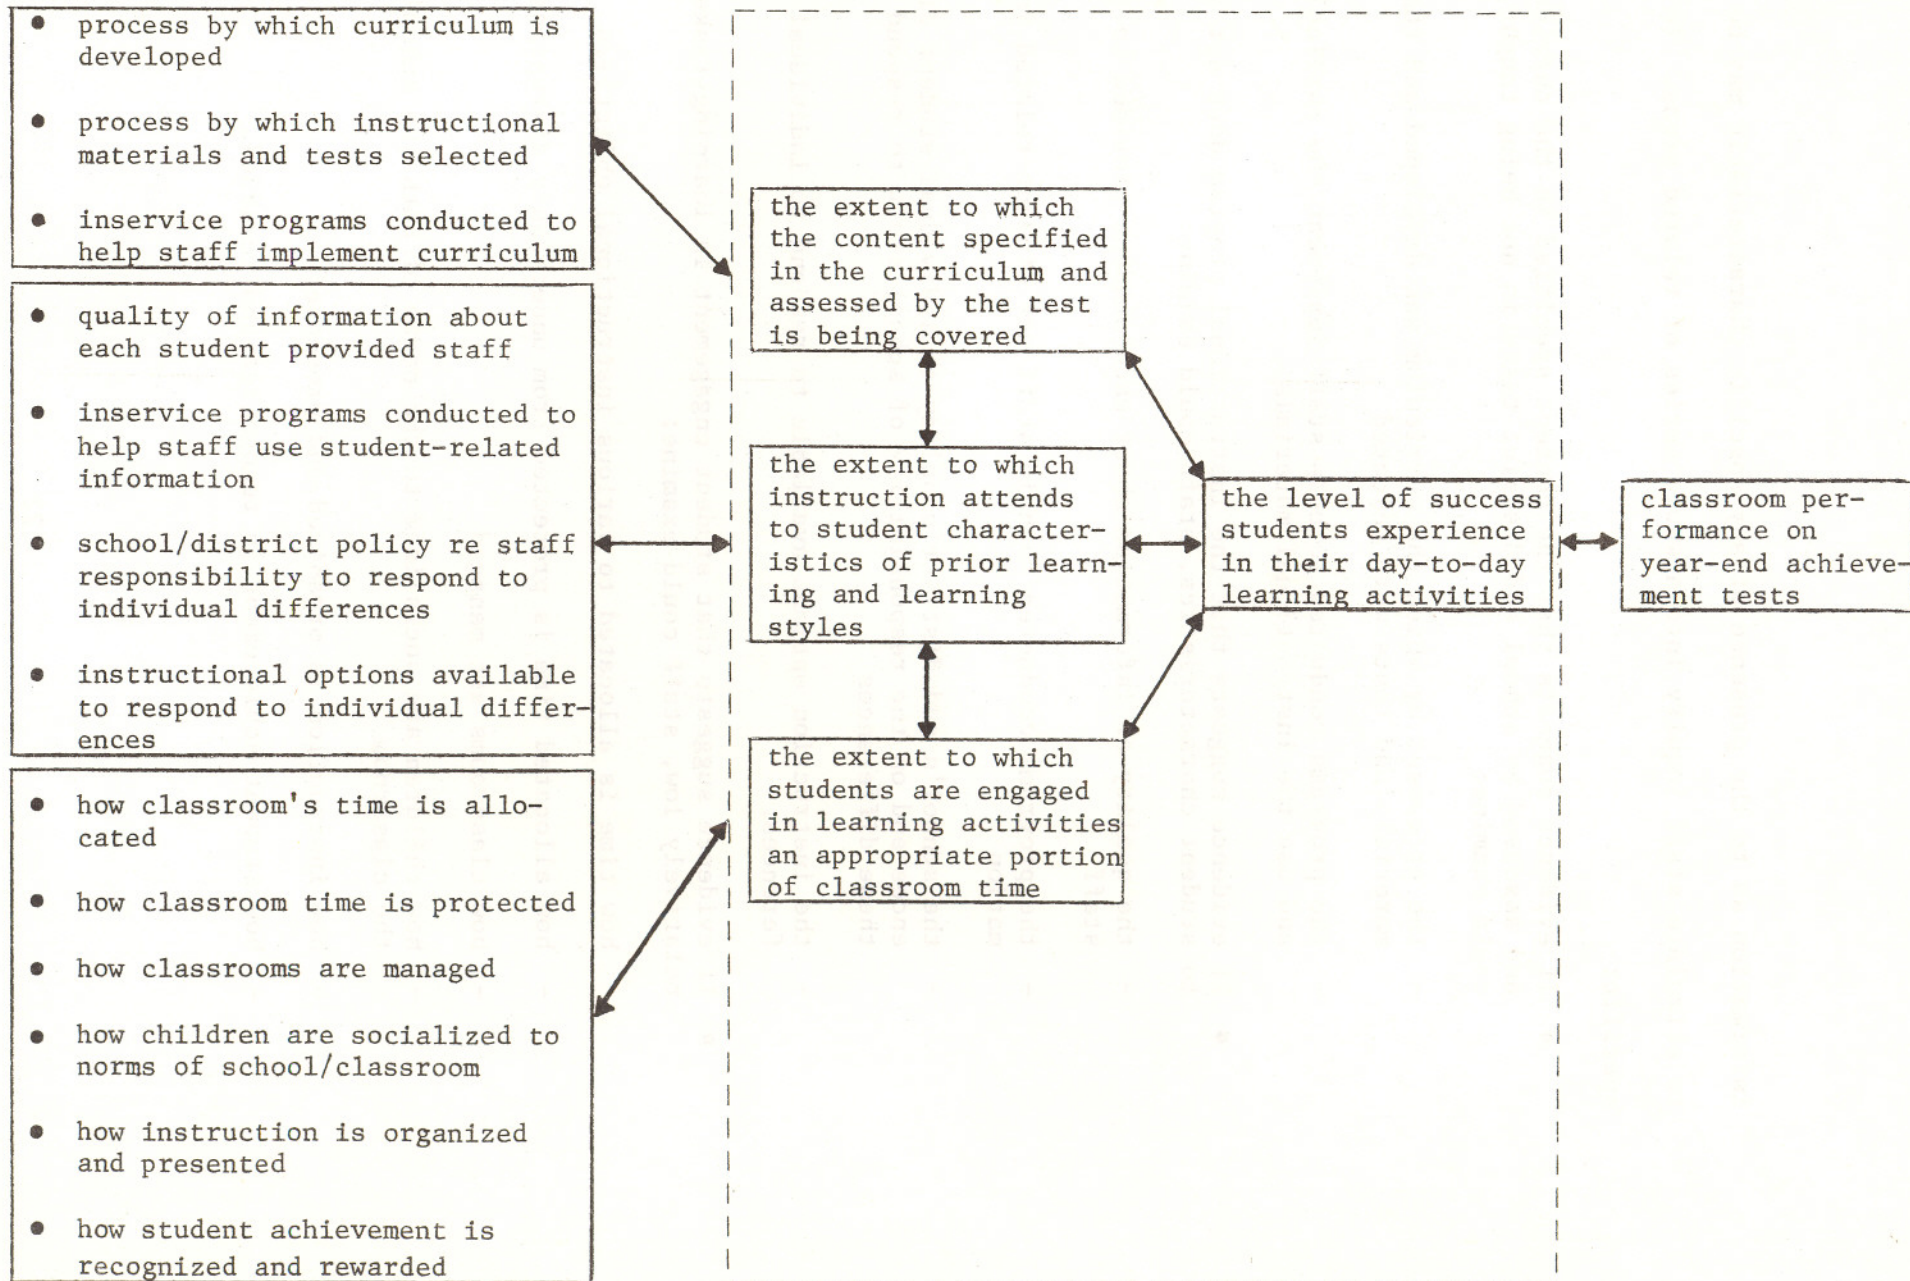 • process by which curriculum is
developed
• process by which instructional
materials and tests selected
• inservice programs conducted to
help staff implement curriculum
• quality of information about
each student provided staff
• inservice programs conducted to
help staff use student-related
information
• school/district policy re staff
responsibility to respond to
individual differences
• instructional options available
to respond to individual differ-
ences
• how classroom's time is allo-
cated
• how classroom time is protected
• how classrooms are managed
• how children are socialized to
norms of school/classroom
• how instruction is organized
and presented
• how student achievement is
recognized and rewarded
the extent to which
the content specified
in the curriculum and
assessed by the test
is being covered
the extent to which
instruction attends
to student character-
istics of prior learn-
ing and learning
styles
the extent to which
students are engaged
in learning activities
an appropriate portion
of classroom time
the level of success
students experience
in their day-to-day
learning activities
classroom per-
formance on
year-end achieve-
ment tests